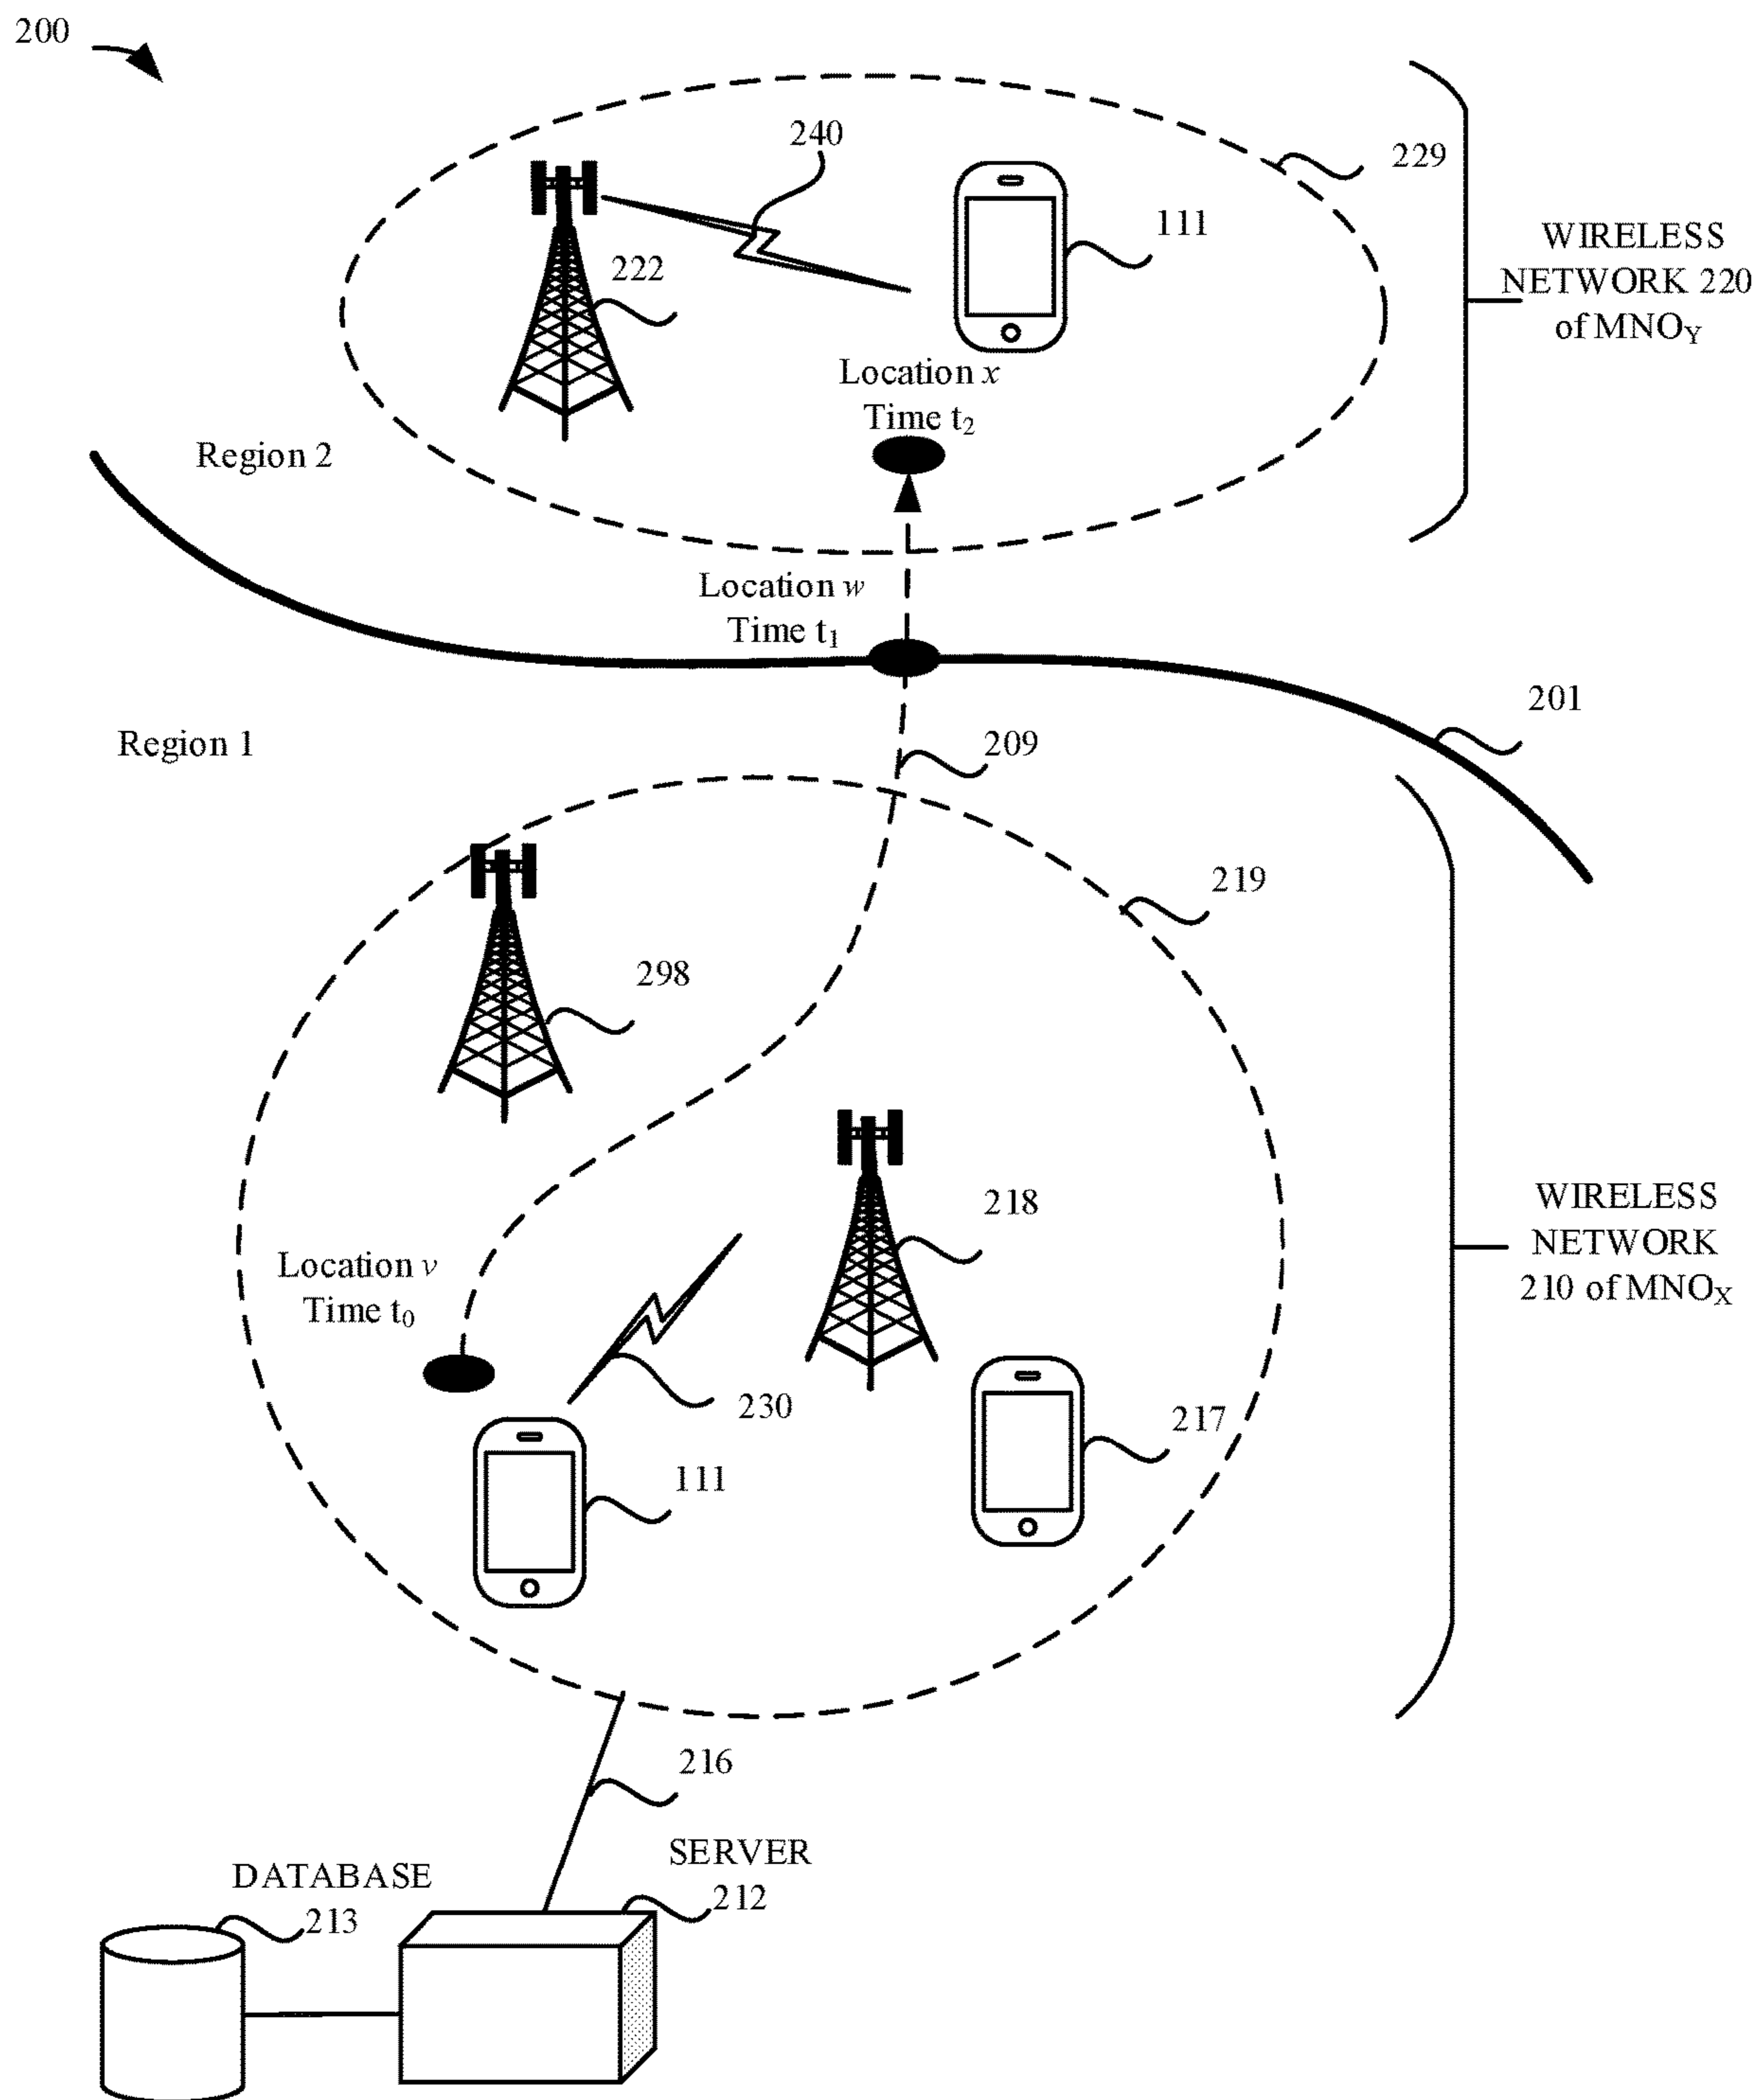 200
240
229
111
WIRELESS
NETWORK 220
of MNOY
222
Location x
Time t2
Region 2
Location w
Time t1
201
Region 1
209
219
298
218
WIRELESS
NETWORK
210 of MNOX
Location v
Time t0
230
217
111
216
SERVER
212
DATABASE
213